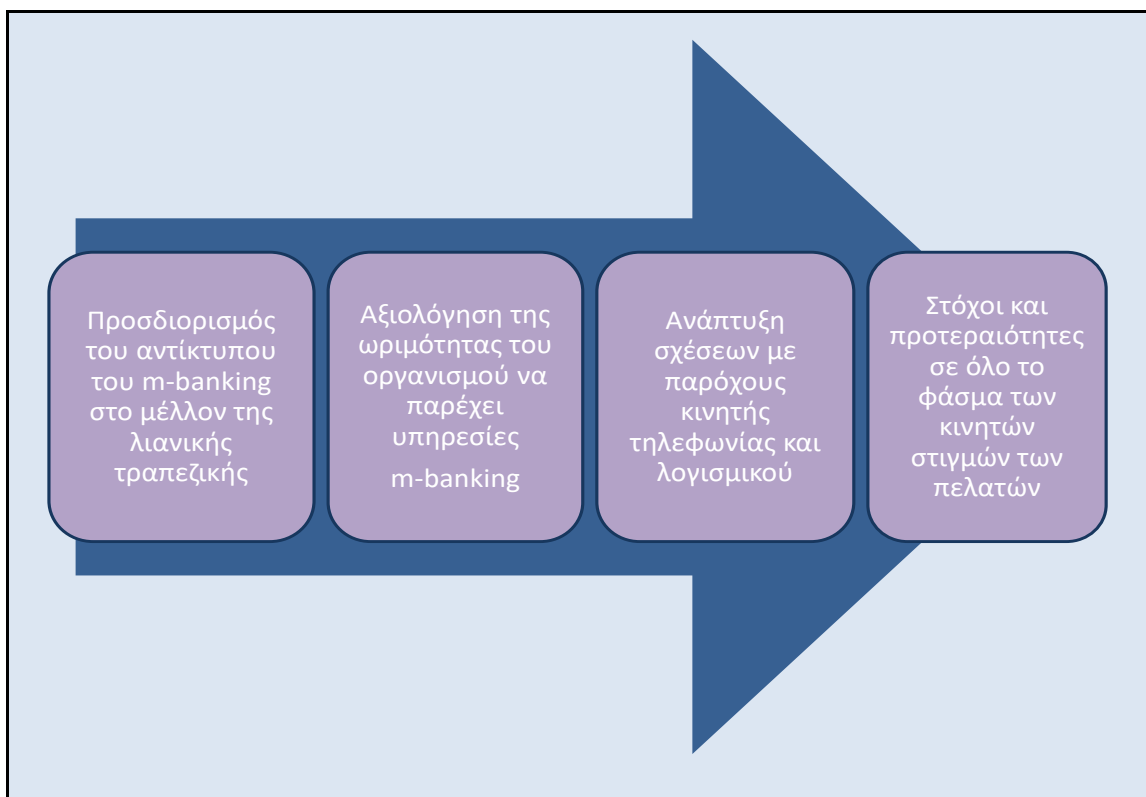 Προσδιορισμός
του αντίκτυπου
του m-banking
στο μέλλον της
λιανικής
τραπεζικής
Αξιολόγηση της
ωριμότητας του
οργανισμού να
παρέχει
υπηρεσίες
m-banking
Ανάπτυξη
σχέσεων με
παρόχους
κινητής
τηλεφωνίας και
λογισμικού
Στόχοι και
προτεραιότητες
σε όλο το
φάσμα των
κινητών
στιγμών των
πελατών